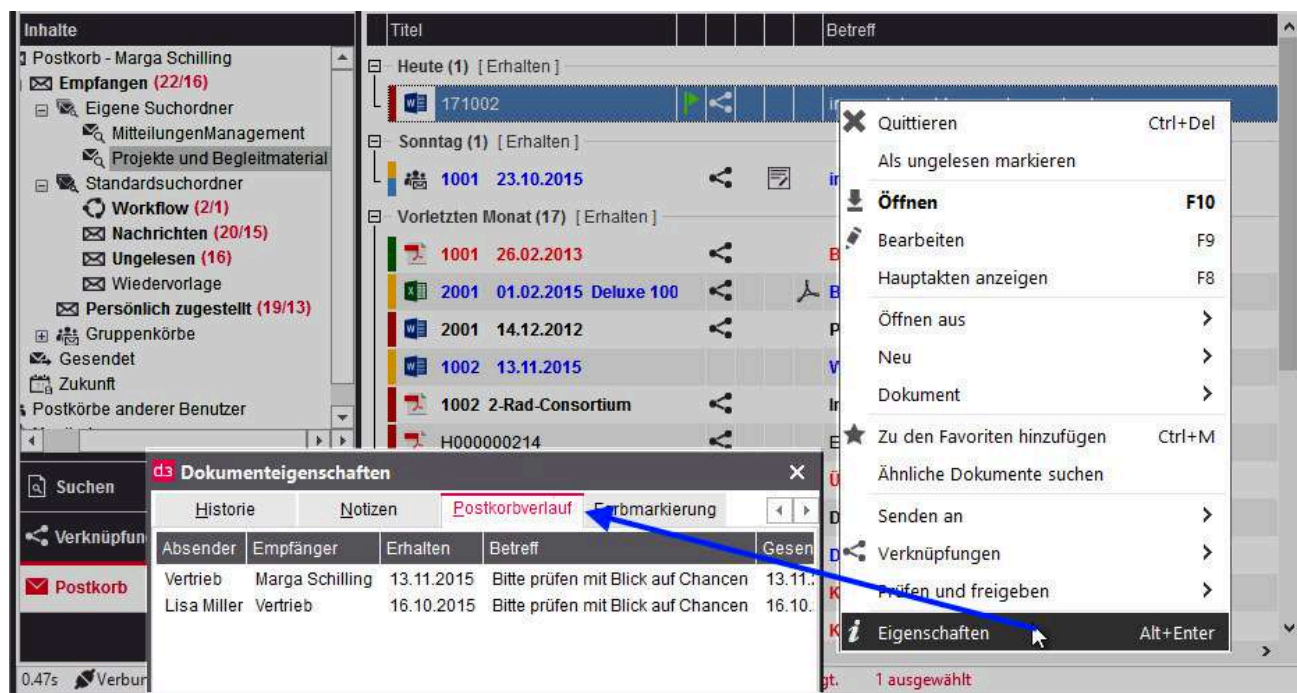 Inhalte
Postkorb - Marga Schilling
Empfangen (22/16)
Eigene Suchordner
MitteilungenManagement
Projekte und Begleitmaterial
Standardsuchordner
Workflow (2/1)
Nachrichten (20/15)
Ungelesen (16)
Wiedervorlage
Persönlich zugestellt (19/13)
Gruppenkörbe
Gesendet
Zukunft
Postkörbe anderer Benutzer
Suchen
Verknüpfun
Postkorb
0.47s Verbur
Titel Betreff
Heute (1) [ Erhalten ]
171002
Sonntag (1) [ Erhalten ]
1001 23.10.2015
Vorletzten Monat (17) [ Erhalten ]
1001 26.02.2013 B
2001 01.02.2015 Deluxe 100 B
2001 14.12.2012 P
1002 13.11.2015
1002 2-Rad-Consortium
H000000214 E
Ü
D
D
K
K
gt. 1 ausgewählt
d3 Dokumenteigenschaften
Historie Notizen Postkorbverlauf Farbmarkierung
Absender Empfänger Erhalten Betreff Gesen
Vertrieb Marga Schilling 13.11.2015 Bitte prüfen mit Blick auf Chancen 13.11.
Lisa Miller Vertrieb 16.10.2015 Bitte prüfen mit Blick auf Chancen 16.10.
Quittieren Ctrl+Del
Als ungelesen markieren
Öffnen F10
Bearbeiten F9
Hauptakten anzeigen F8
Öffnen aus
Neu
Dokument
Zu den Favoriten hinzufügen Ctrl+M
Ähnliche Dokumente suchen
Senden an
Verknüpfungen
Prüfen und freigeben
Eigenschaften Alt+Enter